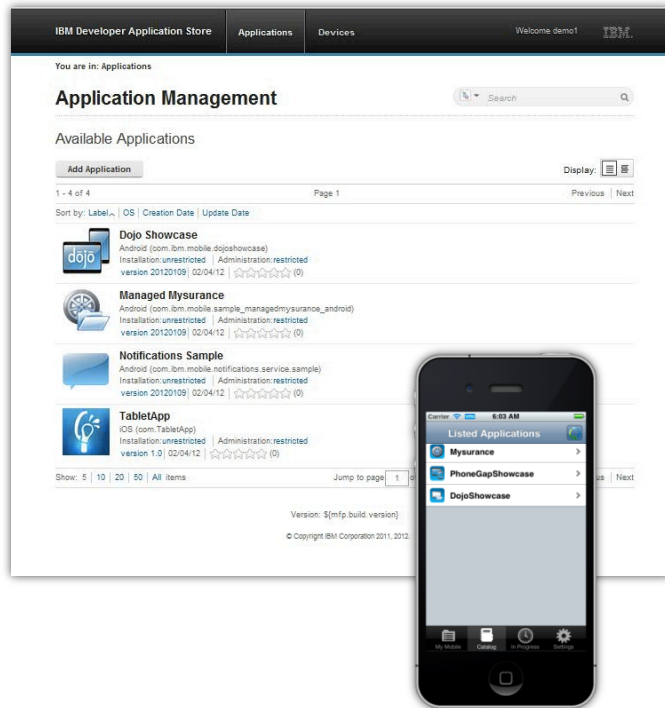 IBM Developer Application Store Applications Devices Welcome demo1 IBM.
You are in: Applications
Application Management
Search
Available Applications
Add Application Display:
1 - 4 of 4 Page 1 Previous | Next
Sort by: Label | OS | Creation Date | Update Date
dojo Dojo Showcase
Android (com.ibm.mobile.dojoshowcase)
Installation:unrestricted | Administration:restricted
version 20120109 | 02/04/12 | (0)
Managed Mysurance
Android (com.ibm.mobile.sample_managedmysurance_android)
Installation:unrestricted | Administration:restricted
version 20120109 | 02/04/12 | (0)
Notifications Sample
Android (com.ibm.mobile.notifications.service.sample)
Installation:unrestricted | Administration:restricted
version 20120109 | 02/04/12 | (0)
TabletApp
iOS (com.TabletApp)
Installation:unrestricted | Administration:restricted
version 1.0 | 02/04/12 | (0)
Show: 5 | 10 | 20 | 50 | All items Jump to page 1 | Next
Version: ${mfp.build.version}
© Copyright IBM Corporation 2011, 2012.
Carrier 6:03 AM
Listed Applications
Mysurance
PhoneGapShowcase
DojoShowcase
My Mobile Catalog In Progress Settings